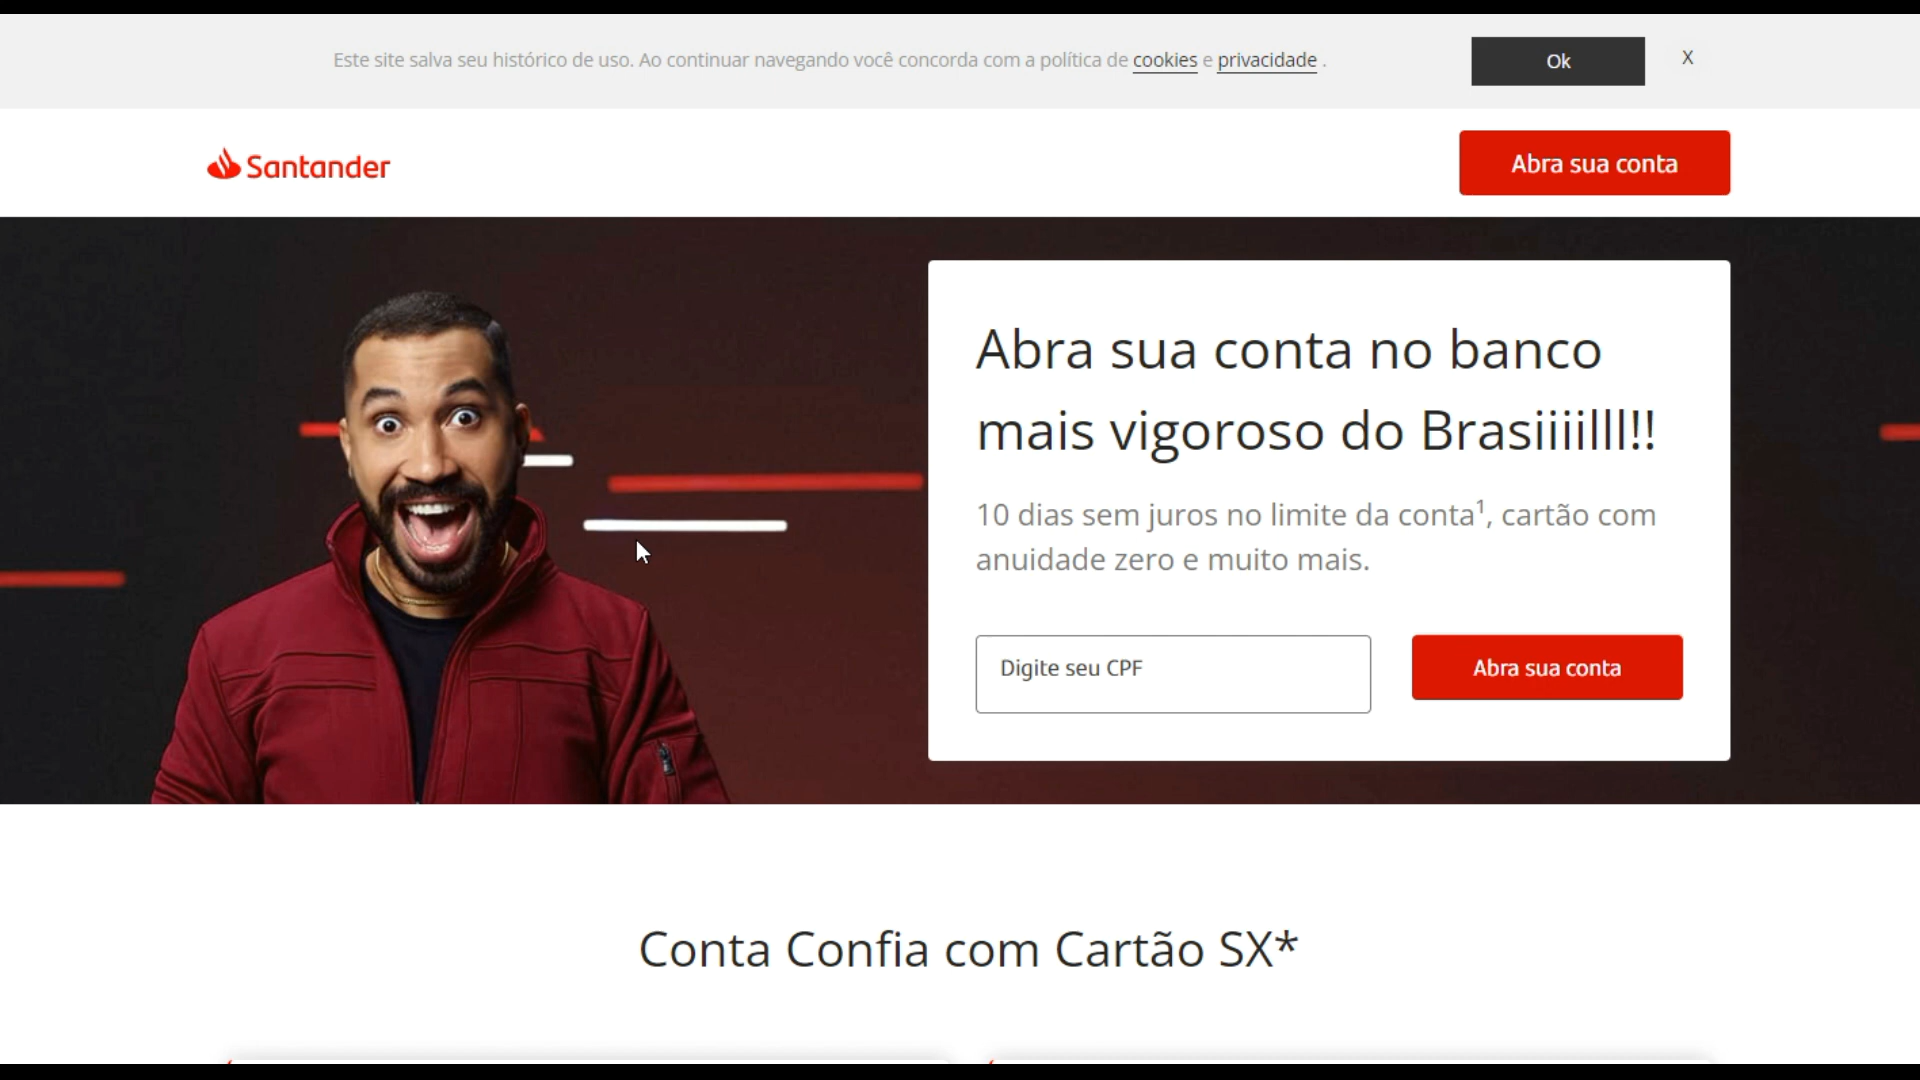 Este site salva seu histórico de uso. Ao continuar navegando você concorda com a política de cookies e privacidade .
Ok
X
Santander
Abra sua conta
Abra sua conta no banco
mais vigoroso do Brasiiiilll!!
10 dias sem juros no limite da conta¹, cartão com
anuidade zero e muito mais.
Digite seu CPF
Abra sua conta
Conta Confia com Cartão SX*